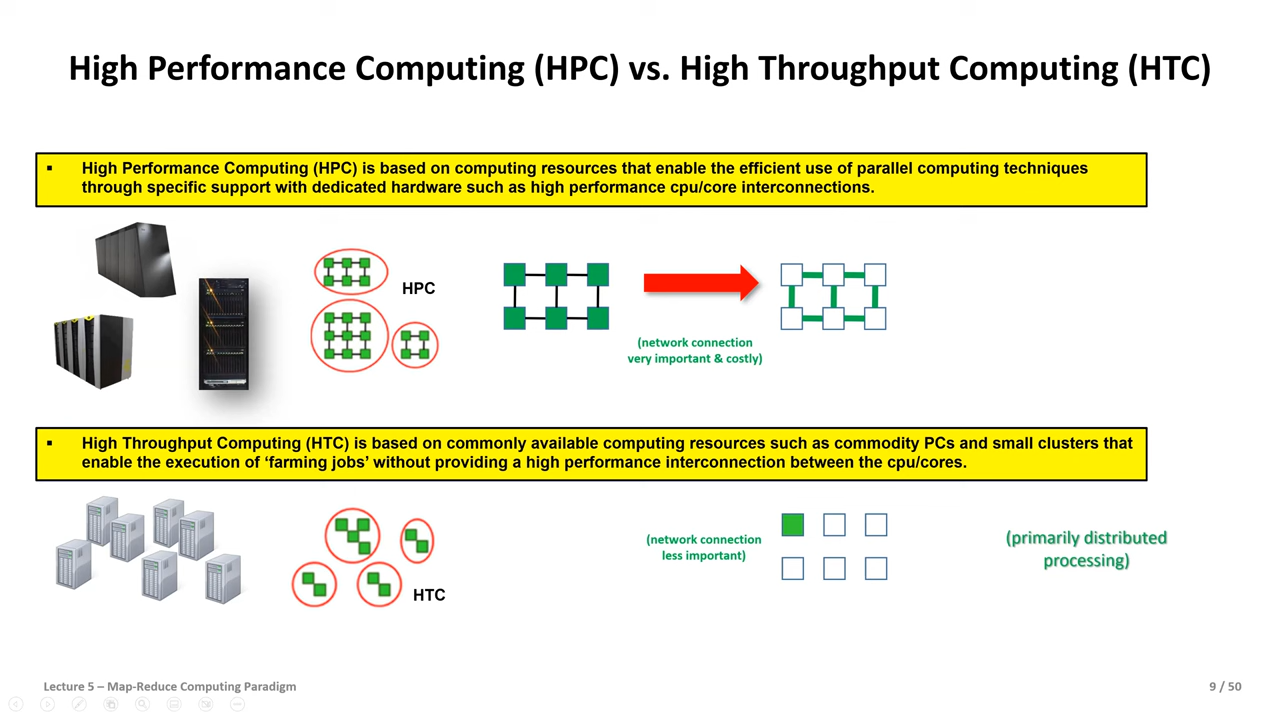 High Performance Computing (HPC) vs. High Throughput Computing (HTC)
▪ High Performance Computing (HPC) is based on computing resources that enable the efficient use of parallel computing techniques
through specific support with dedicated hardware such as high performance cpu/core interconnections.
HPC
(network connection
very important & costly)
▪ High Throughput Computing (HTC) is based on commonly available computing resources such as commodity PCs and small clusters that
enable the execution of ‘farming jobs’ without providing a high performance interconnection between the cpu/cores.
HTC
(network connection
less important)
(primarily distributed
processing)
Lecture 5 – Map-Reduce Computing Paradigm
9 / 50